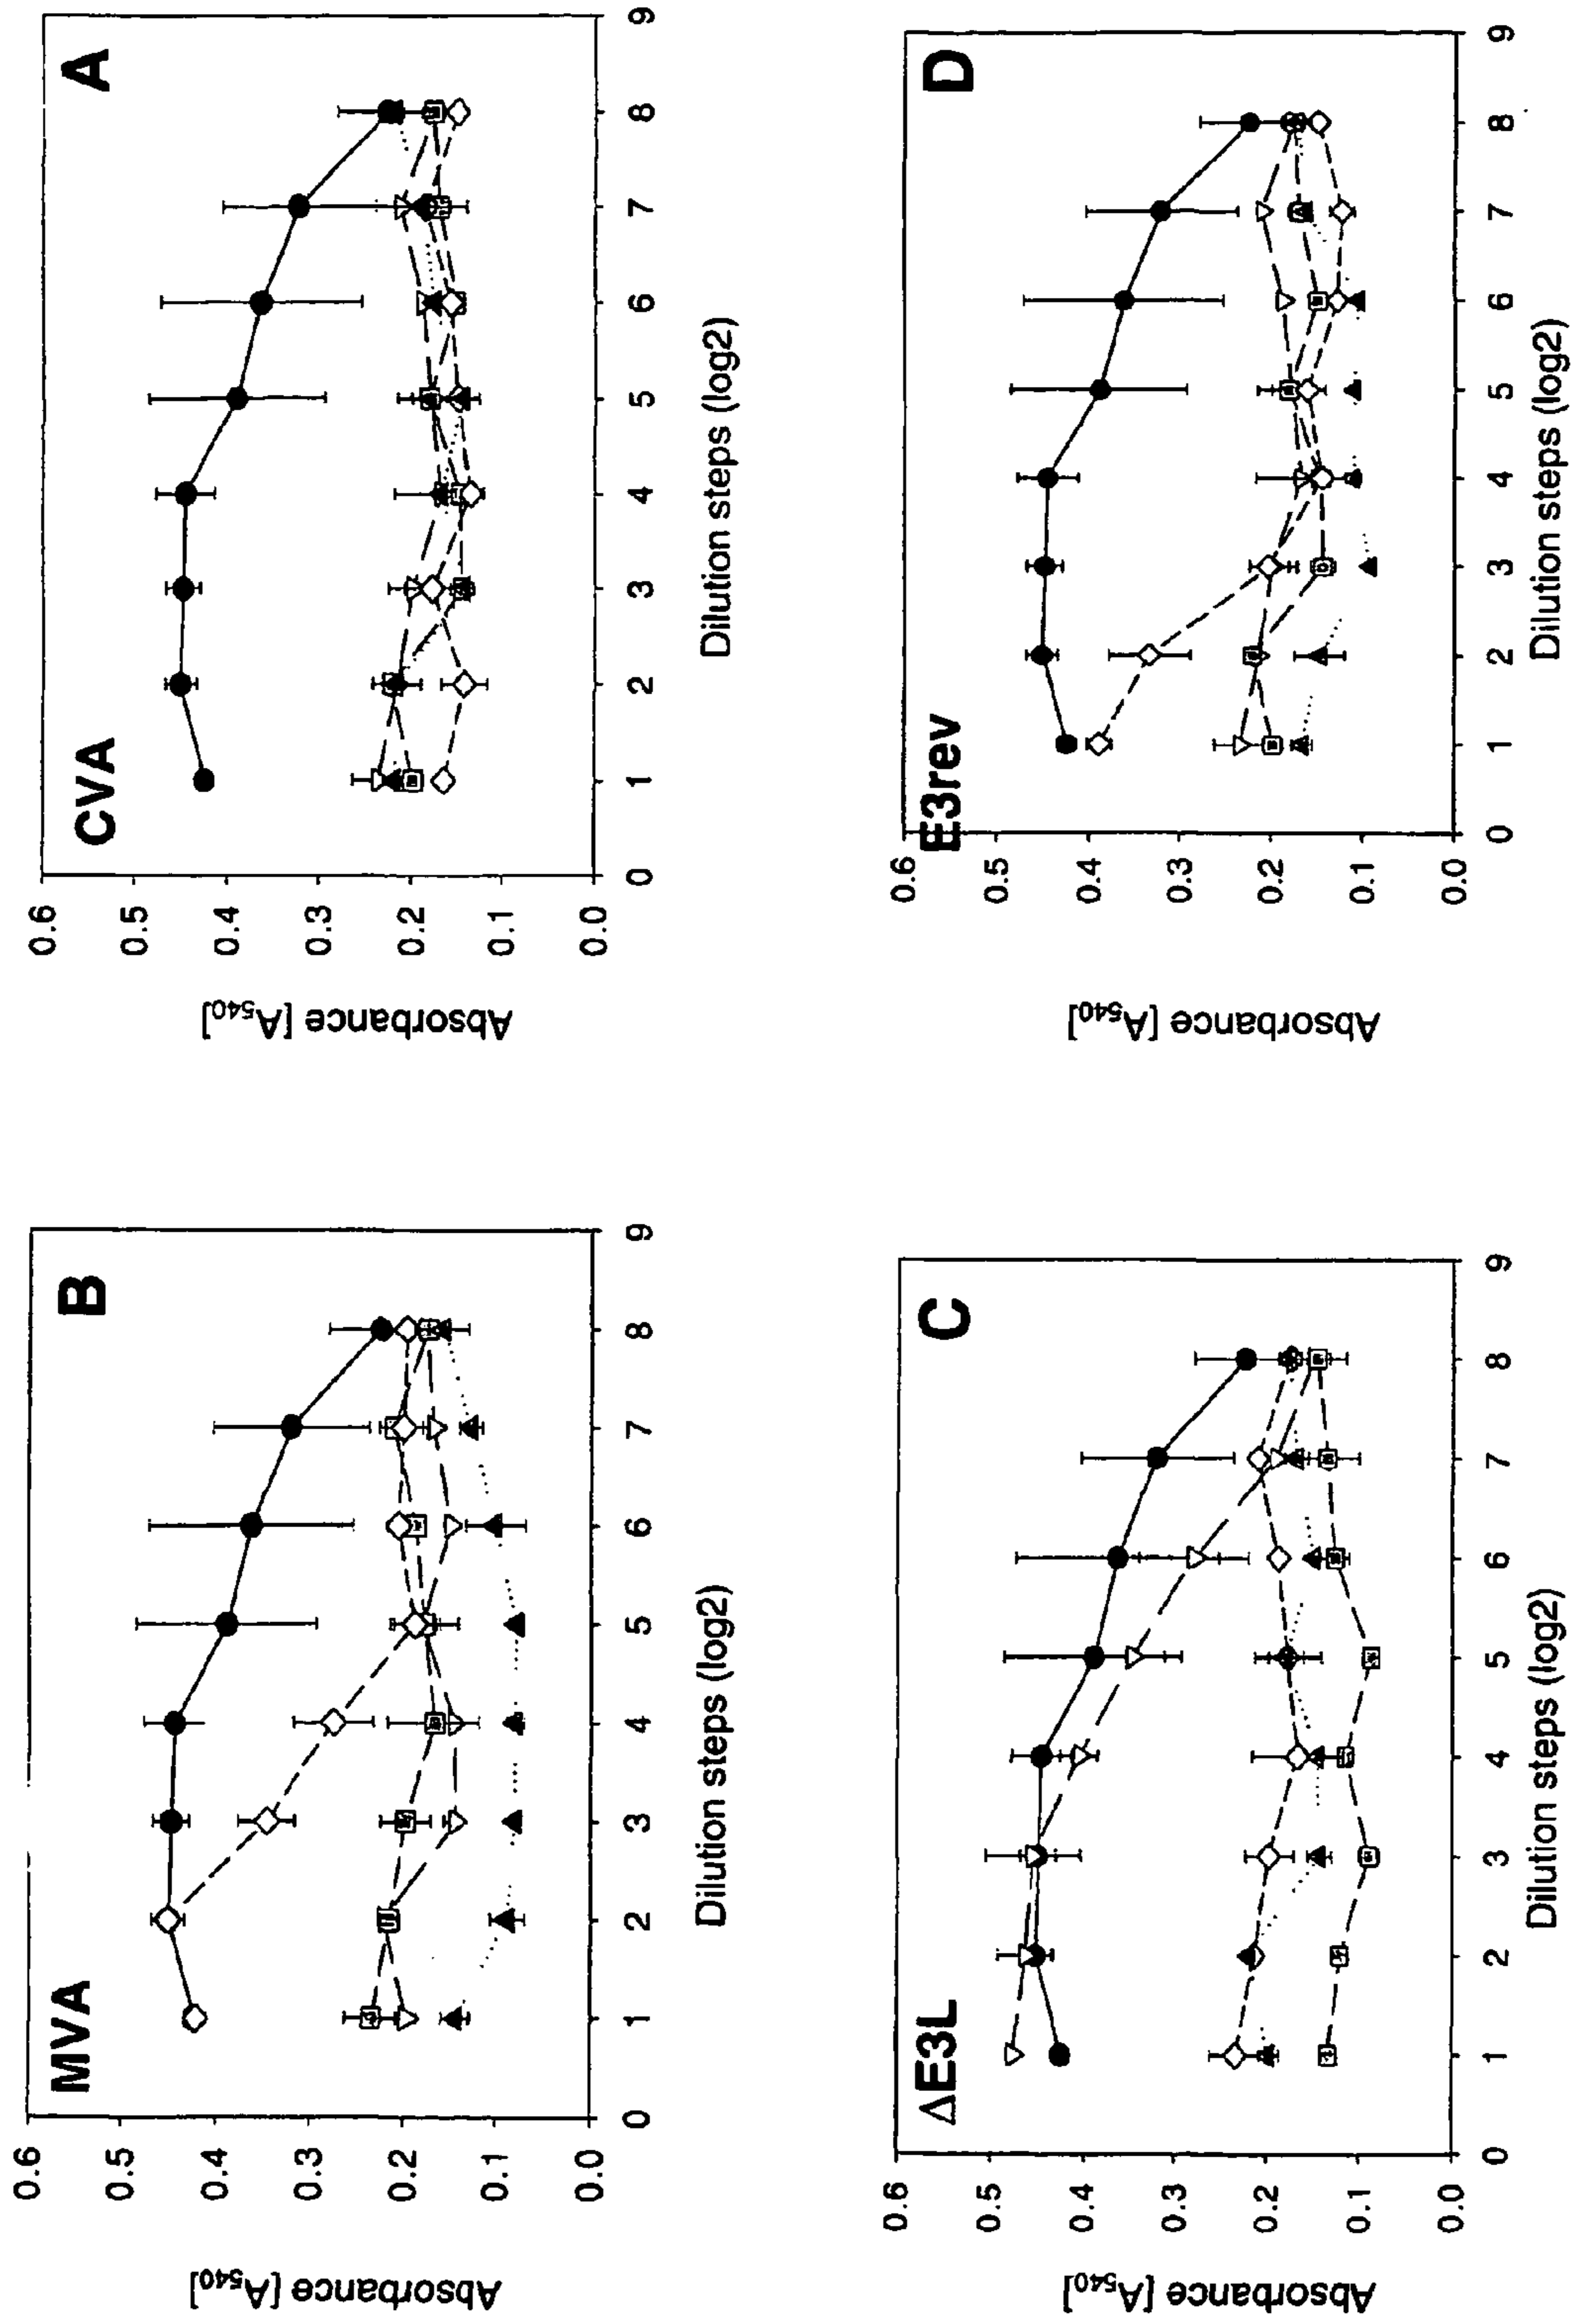 CVA
A
0.6
0.5
0.4
0.3
0.2
0.1
0.0
Absorbance [A540]
0 1 2 3 4 5 6 7 8 9
Dilution steps (log2)
MVA
B
0.6
0.5
0.4
0.3
0.2
0.1
0.0
Absorbance [A540]
0 1 2 3 4 5 6 7 8 9
Dilution steps (log2)
ΔE3L
C
0.6
0.5
0.4
0.3
0.2
0.1
0.0
Absorbance [A540]
0 1 2 3 4 5 6 7 8 9
Dilution steps (log2)
E3rev
D
0.6
0.5
0.4
0.3
0.2
0.1
0.0
Absorbance [A540]
0 1 2 3 4 5 6 7 8 9
Dilution steps (log2)